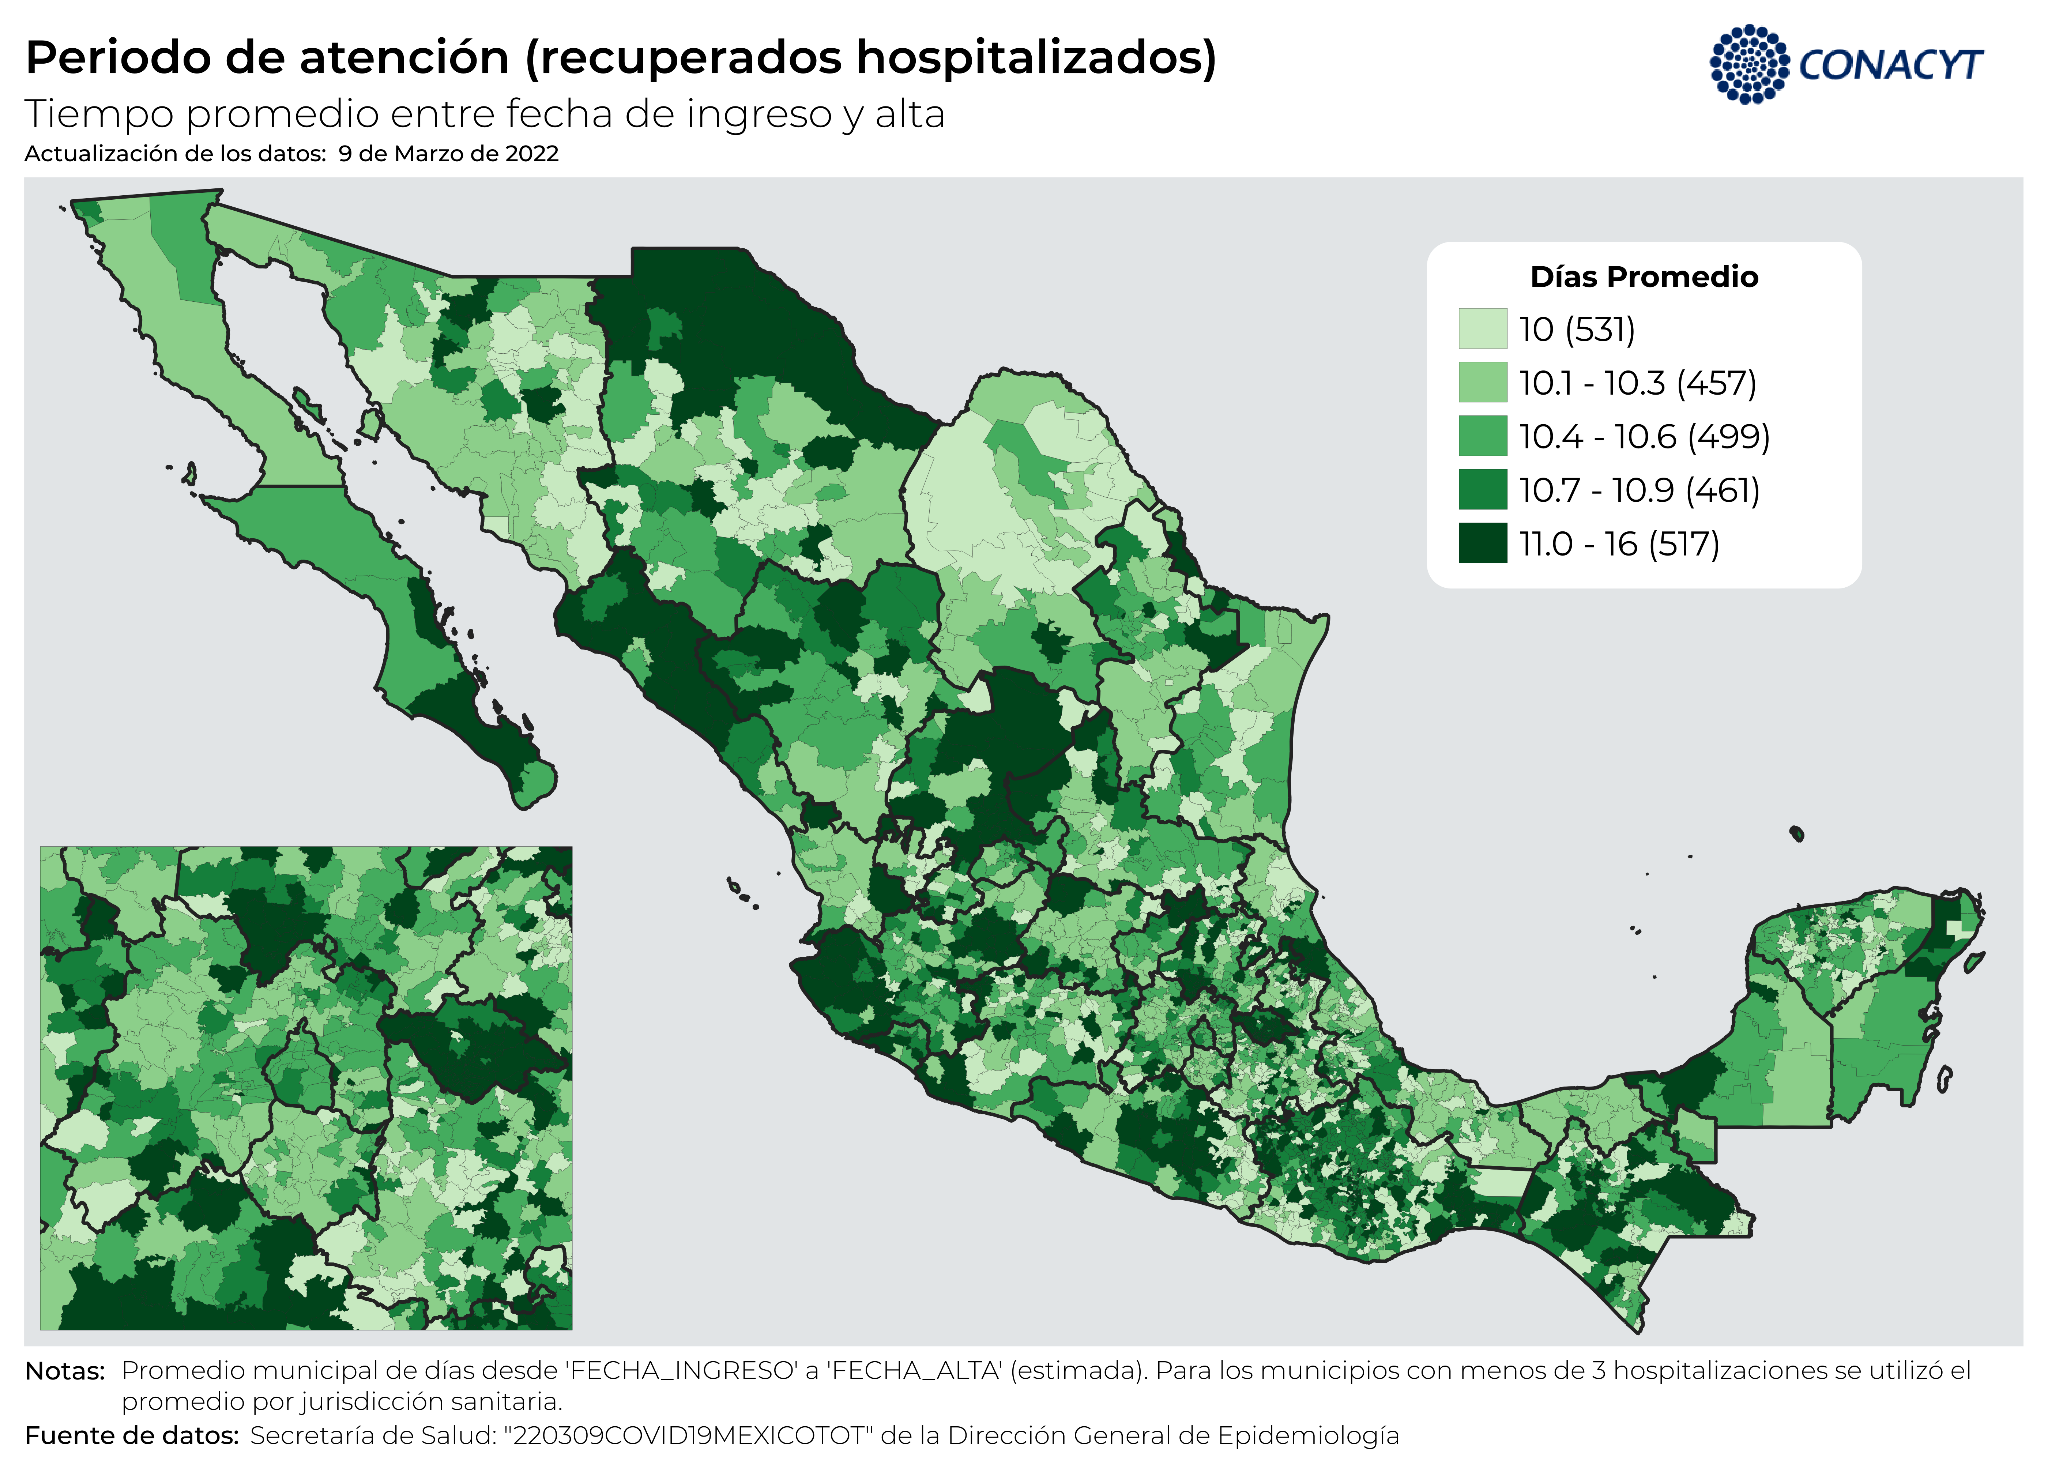 Periodo de atención (recuperados hospitalizados)
CONACYT
Tiempo promedio entre fecha de ingreso y alta
Actualización de los datos: 9 de Marzo de 2022
Días Promedio
10 (531)
10.1 - 10.3 (457)
10.4 - 10.6 (499)
10.7 - 10.9 (461)
11.0 - 16 (517)
Notas: Promedio municipal de días desde 'FECHA_INGRESO' a 'FECHA_ALTA' (estimada). Para los municipios con menos de 3 hospitalizaciones se utilizó el
promedio por jurisdicción sanitaria.
Fuente de datos: Secretaría de Salud: "220309COVID19MEXICOTOT" de la Dirección General de Epidemiología